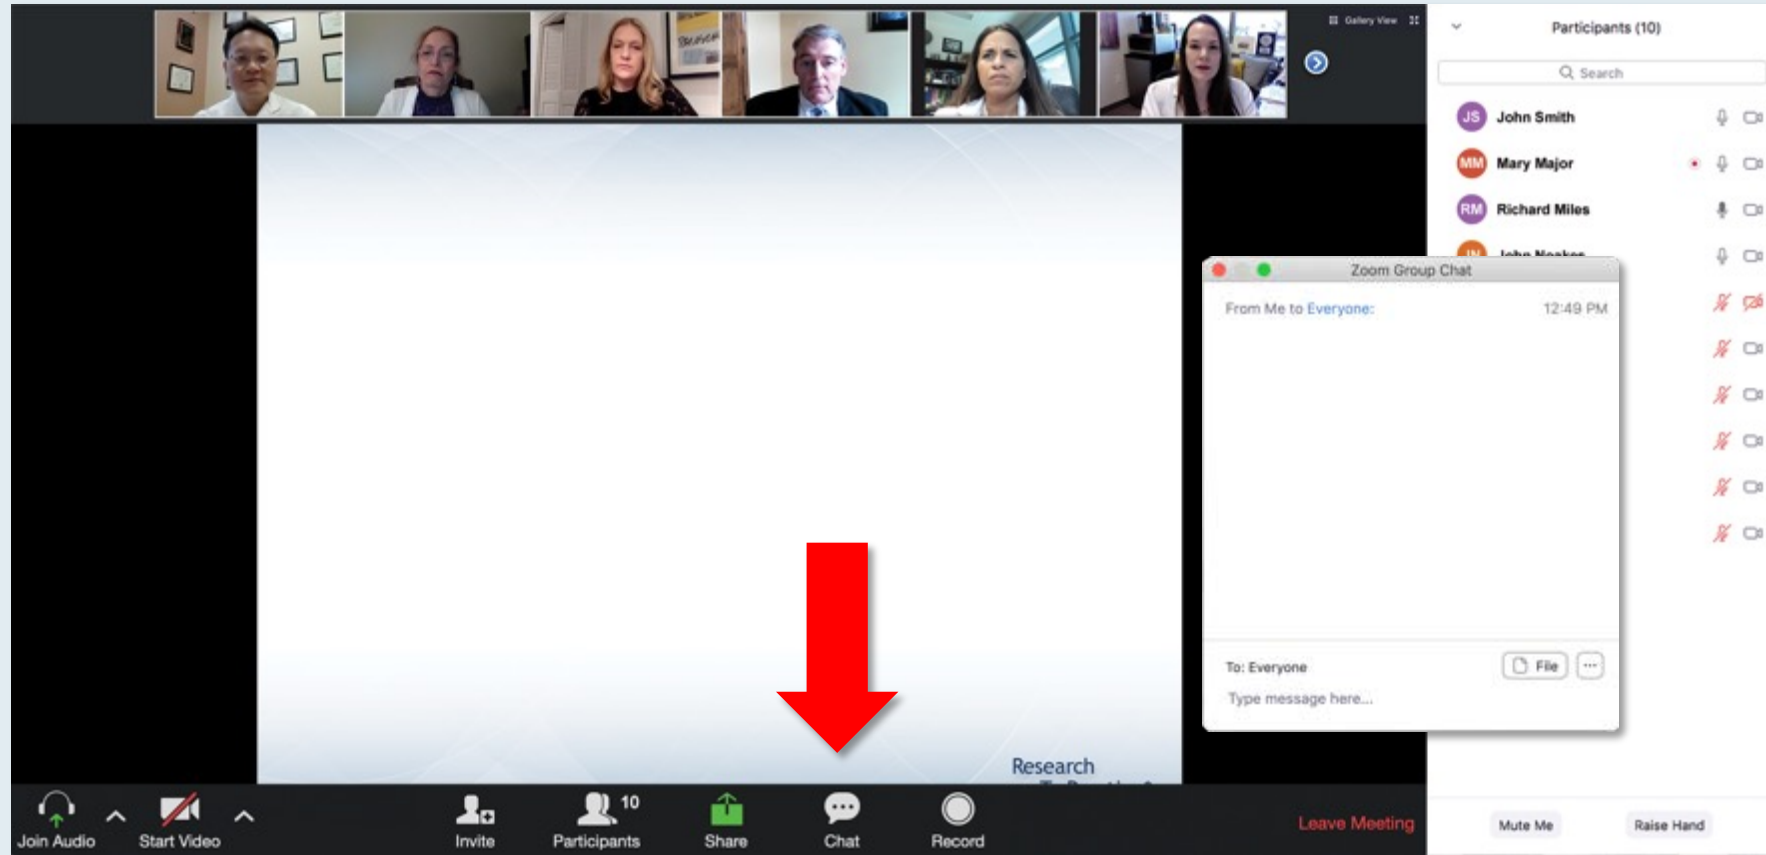 Gallery View
Participants (10)
Search
JS John Smith
MM Mary Major
RM Richard Miles
John Noakes
Zoom Group Chat
From Me to Everyone:
12:49 PM
To: Everyone
File
...
Type message here...
Research
Join Audio
Start Video
Invite
10
Participants
Share
Chat
Record
Leave Meeting
Mute Me
Raise Hand